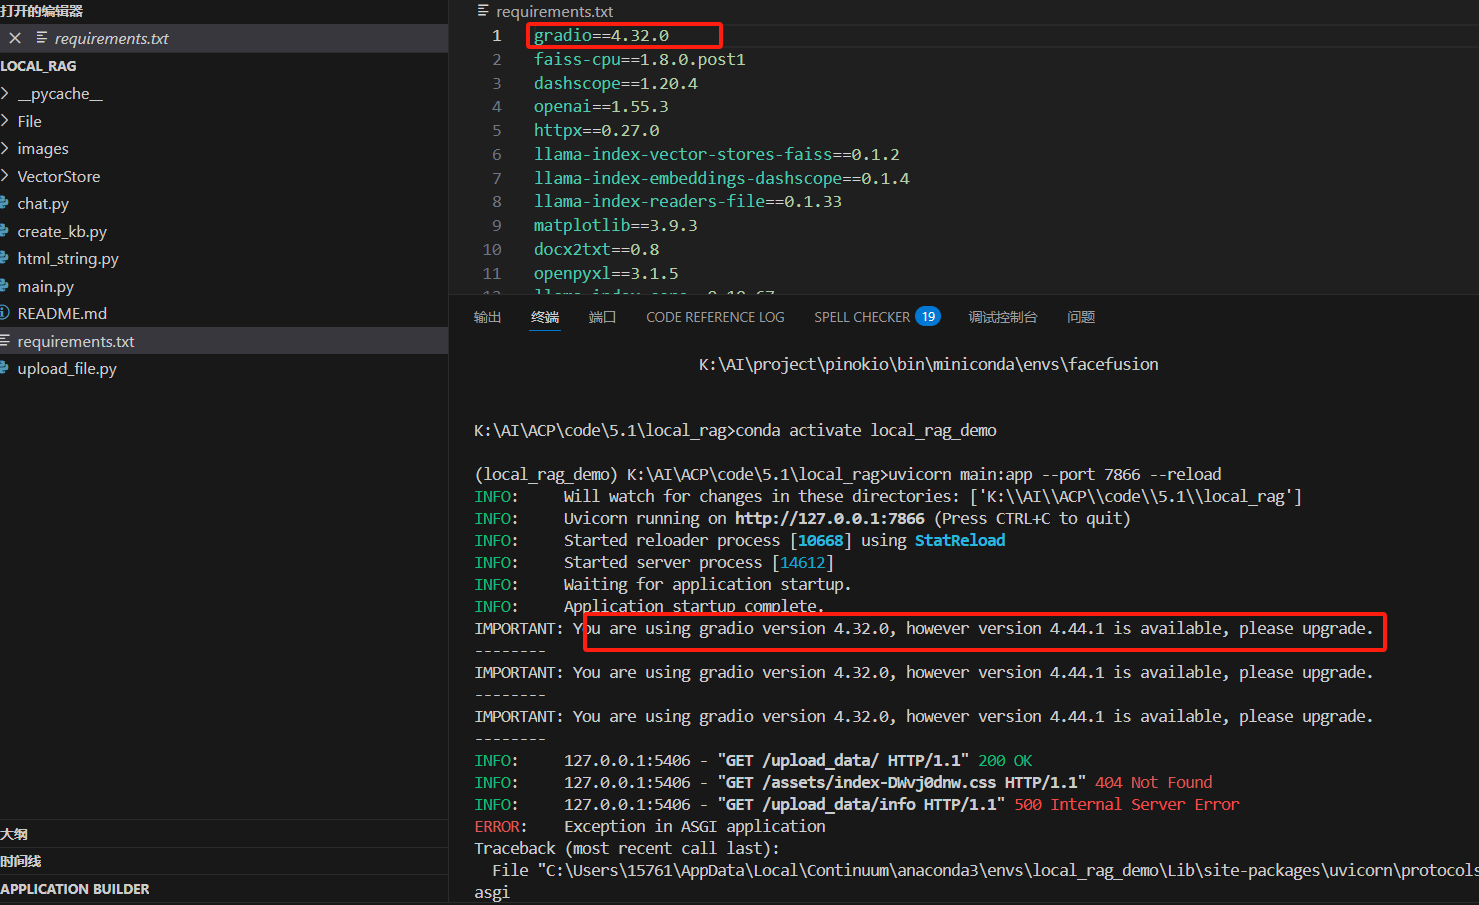 打开的编辑器
requirements.txt
LOCAL_RAG
__pycache__
File
images
VectorStore
chat.py
create_kb.py
html_string.py
main.py
README.md
requirements.txt
upload_file.py
大纲
时间线
APPLICATION BUILDER
requirements.txt
1 gradio==4.32.0
2 faiss-cpu==1.8.0.post1
3 dashscope==1.20.4
4 openai==1.55.3
5 httpx==0.27.0
6 llama-index-vector-stores-faiss==0.1.2
7 llama-index-embeddings-dashscope==0.1.4
8 llama-index-readers-file==0.1.33
9 matplotlib==3.9.3
10 docx2txt==0.8
11 openpyxl==3.1.5
输出 终端 端口 CODE REFERENCE LOG SPELL CHECKER 19 调试控制台 问题
K:\AI\project\pinokio\bin\miniconda\envs\facefusion
K:\AI\ACP\code\5.1\local_rag>conda activate local_rag_demo
(local_rag_demo) K:\AI\ACP\code\5.1\local_rag>uvicorn main:app --port 7866 --reload
INFO: Will watch for changes in these directories: ['K:\\AI\\ACP\\code\\5.1\\local_rag']
INFO: Uvicorn running on http://127.0.0.1:7866 (Press CTRL+C to quit)
INFO: Started reloader process [10668] using StatReload
INFO: Started server process [14612]
INFO: Waiting for application startup.
INFO: Application startup complete.
IMPORTANT: You are using gradio version 4.32.0, however version 4.44.1 is available, please upgrade.
--------
IMPORTANT: You are using gradio version 4.32.0, however version 4.44.1 is available, please upgrade.
--------
IMPORTANT: You are using gradio version 4.32.0, however version 4.44.1 is available, please upgrade.
--------
INFO: 127.0.0.1:5406 - "GET /upload_data/ HTTP/1.1" 200 OK
INFO: 127.0.0.1:5406 - "GET /assets/index-DWvj0dnw.css HTTP/1.1" 404 Not Found
INFO: 127.0.0.1:5406 - "GET /upload_data/info HTTP/1.1" 500 Internal Server Error
ERROR: Exception in ASGI application
Traceback (most recent call last):
File "C:\Users\15761\AppData\Local\Continuum\anaconda3\envs\local_rag_demo\Lib\site-packages\uvicorn\protocols
asgi